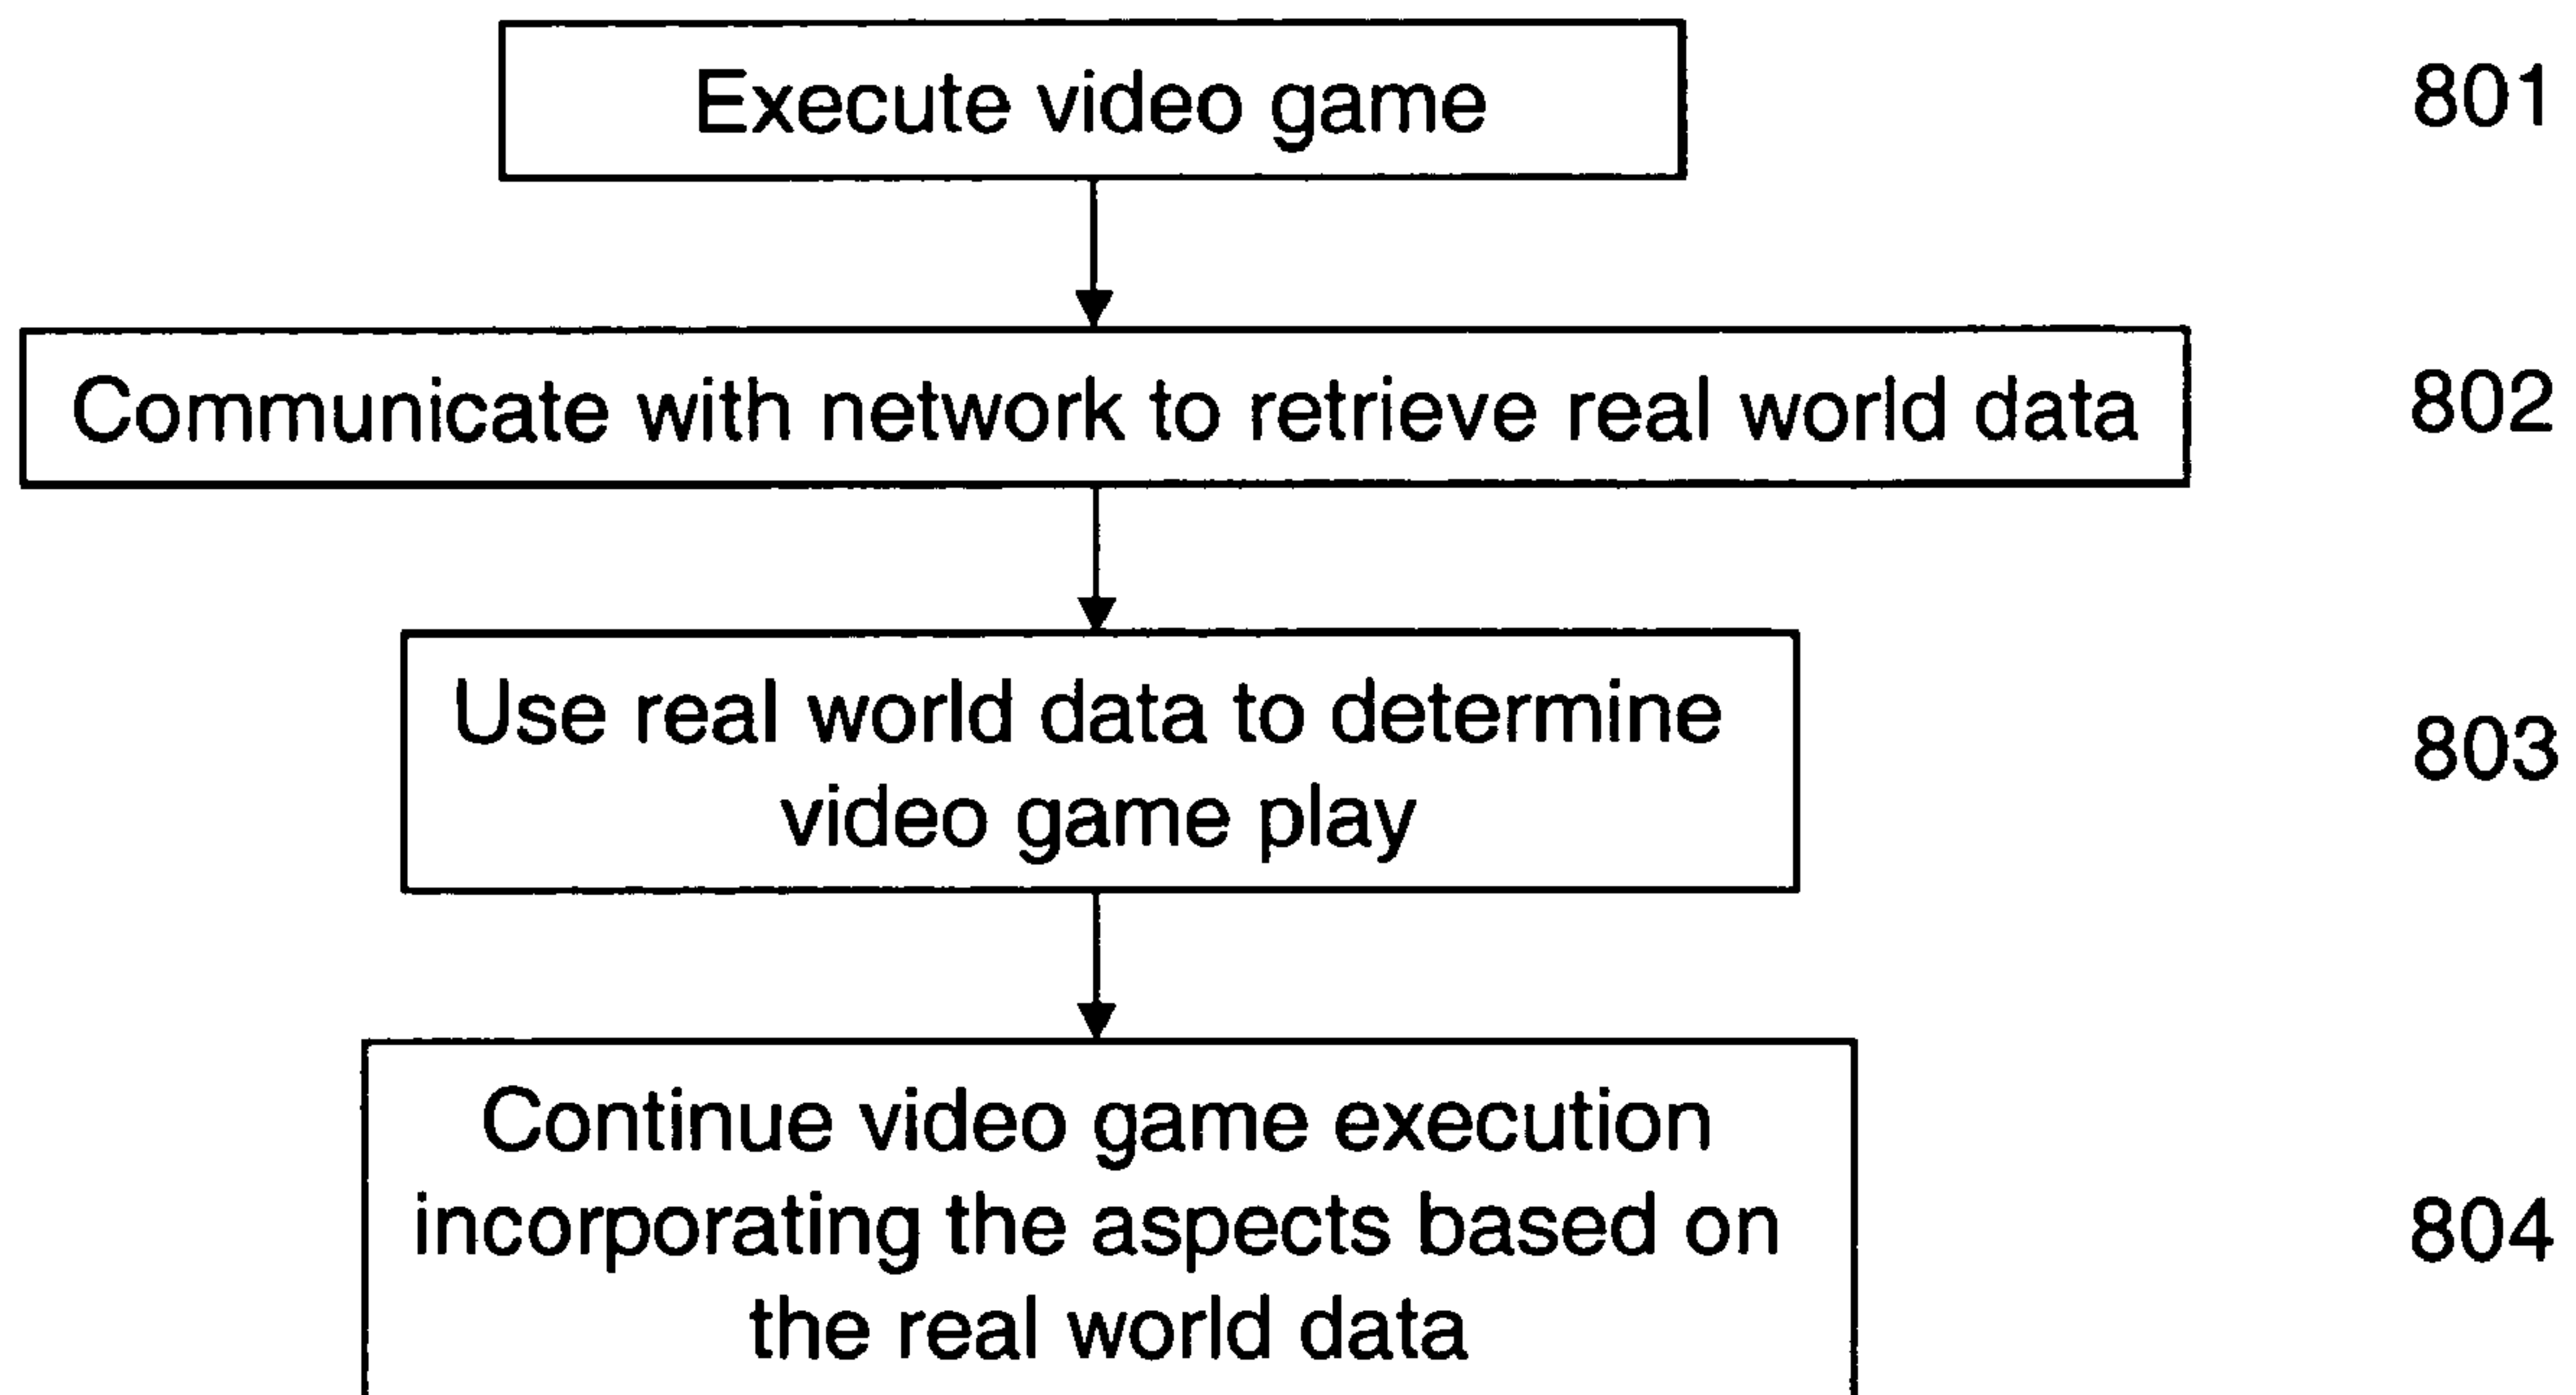 Execute video game
801
Communicate with network to retrieve real world data
802
Use real world data to determine
video game play
803
Continue video game execution
incorporating the aspects based on
the real world data
804